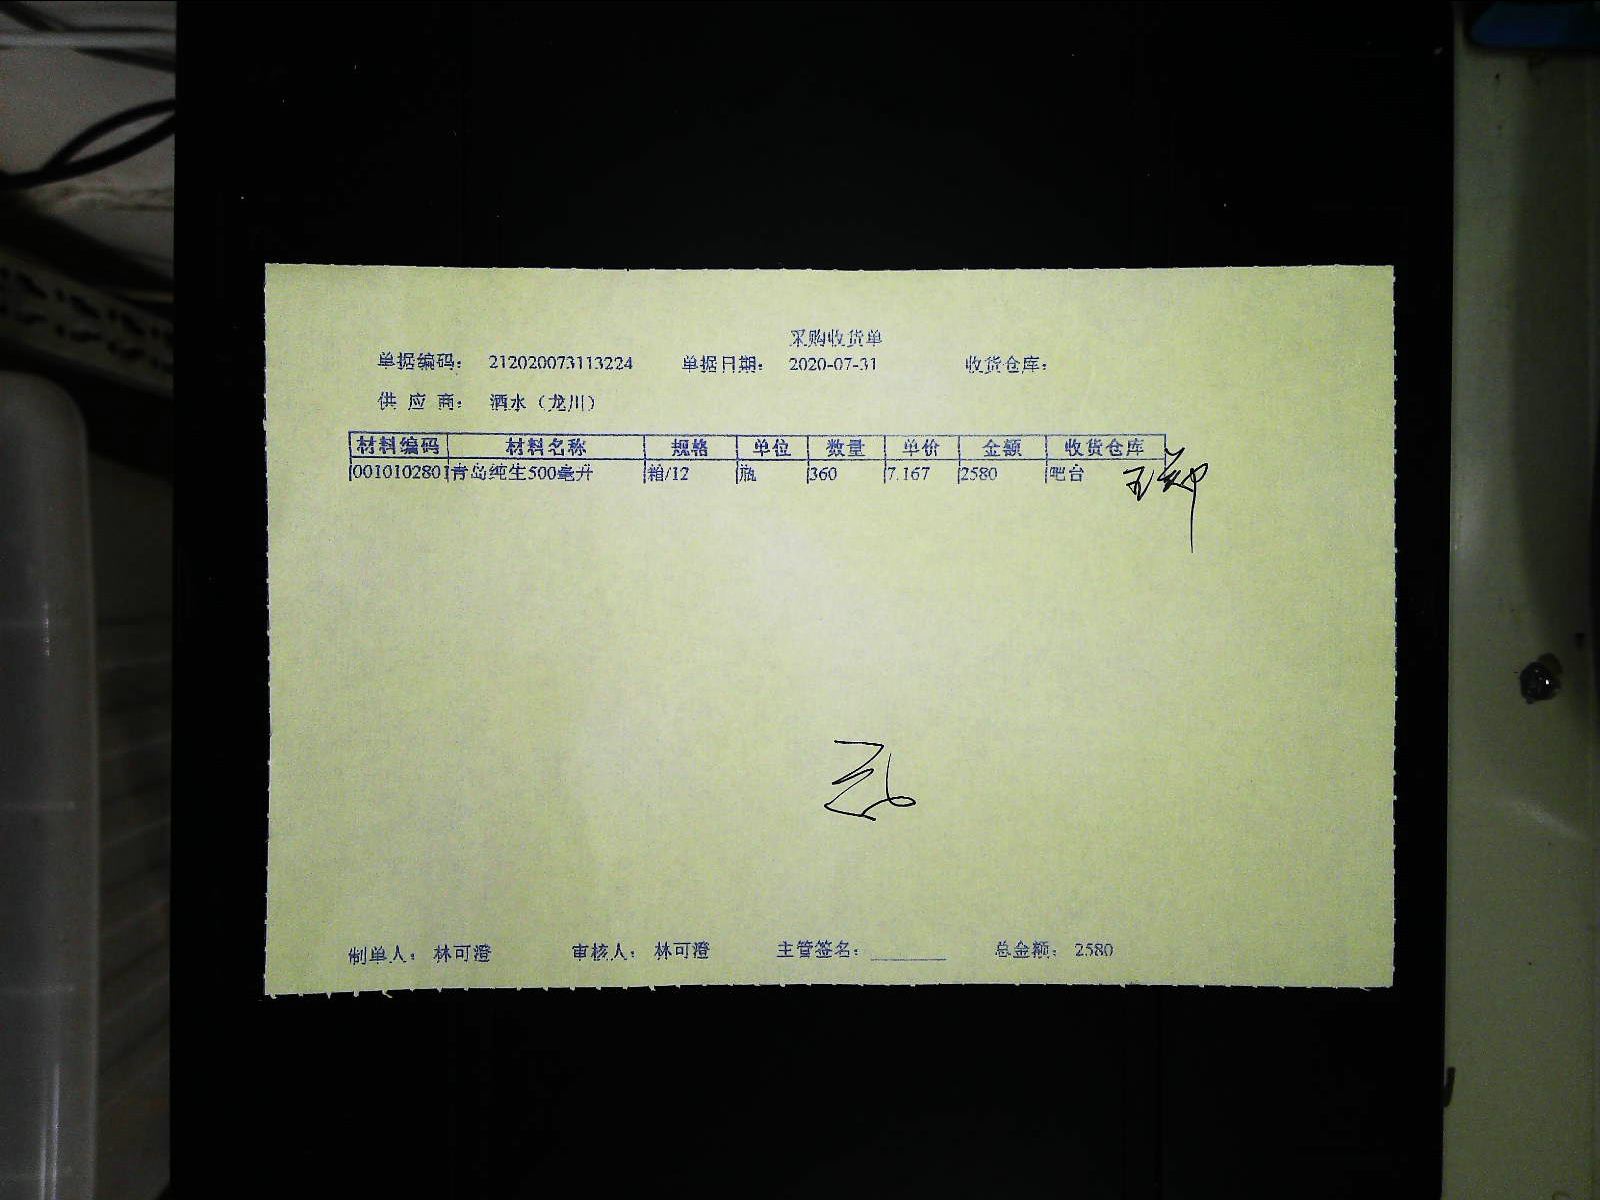 采购收货单
单据编码： 212020073113224 单据日期： 2020-07-31 收货仓库：
供 应 商： 酒水（龙川）
材料编码 材料名称 规格 单位 数量 单价 金额 收货仓库
0010102801 青岛纯生500毫升 箱/12 瓶 360 7.167 2580 吧台
制单人： 林可澄 审核人： 林可澄 主管签名：________ 总金额： 2580